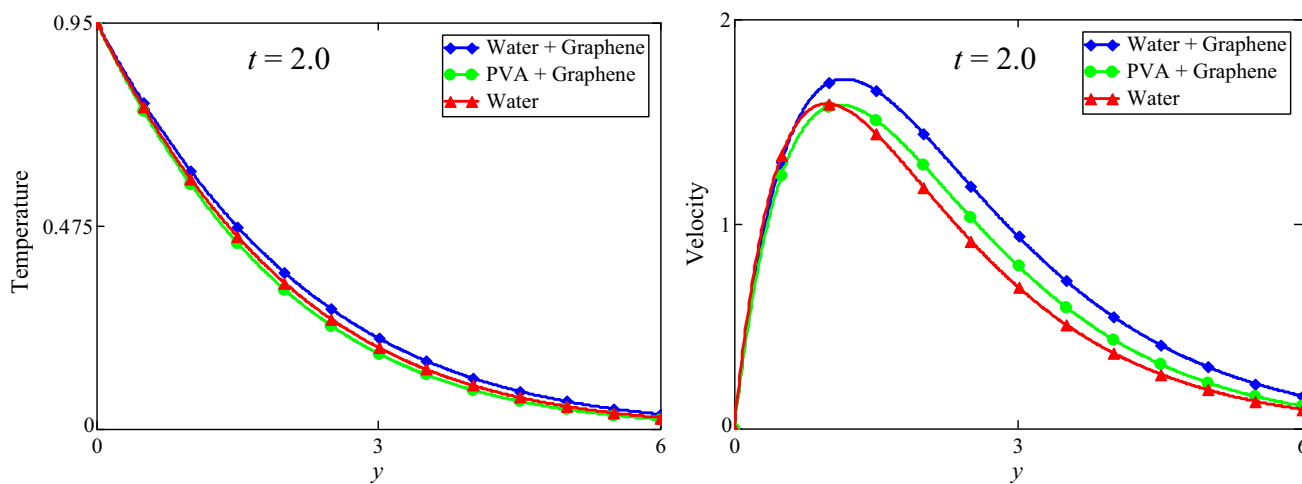 0.95
t = 2.0
Water + Graphene
PVA + Graphene
Water
Temperature
0.475
0
0
3
6
y
2
t = 2.0
Water + Graphene
PVA + Graphene
Water
Velocity
1
0
0
3
6
y